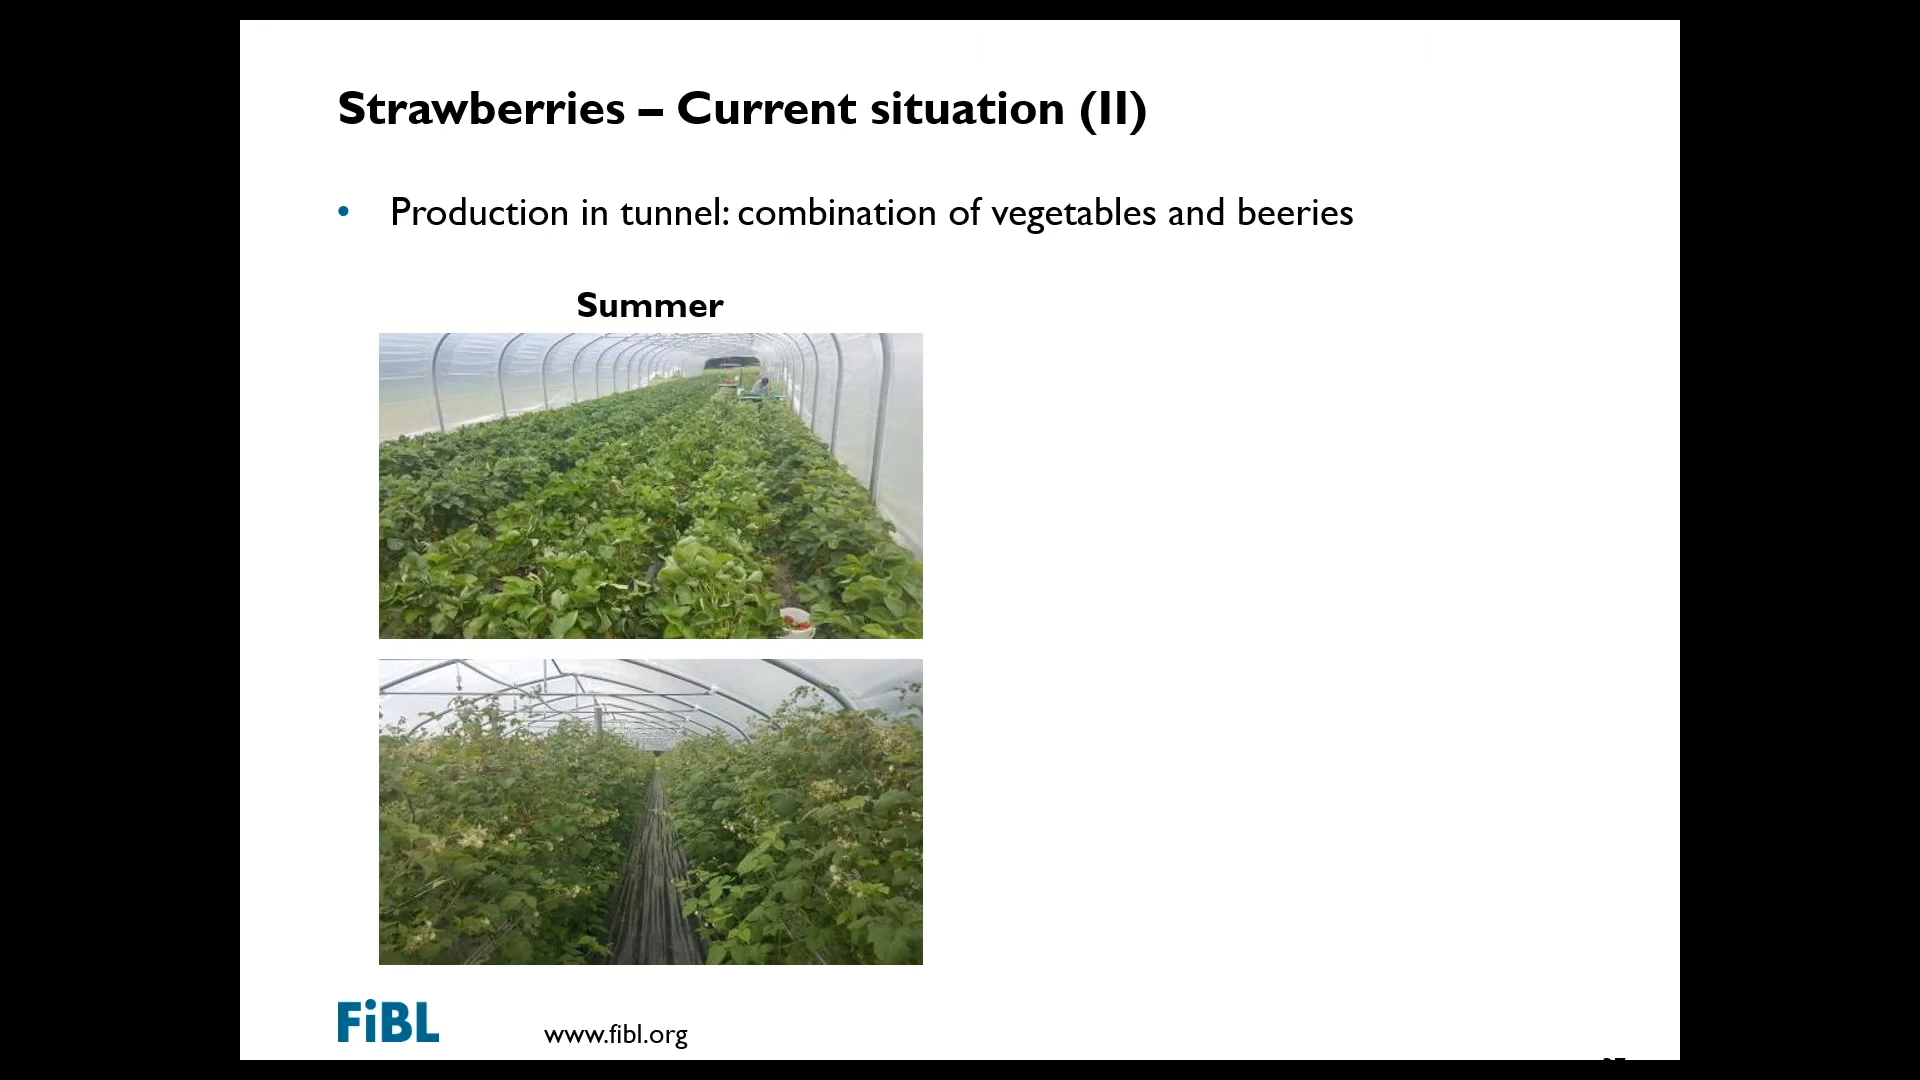 Strawberries – Current situation (II)
• Production in tunnel: combination of vegetables and beeries
Summer
FiBL
www.fibl.org